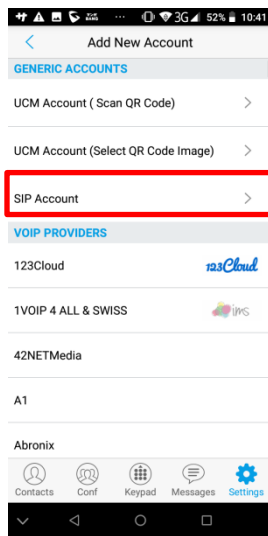 3G 52% 10:41
Add New Account
GENERIC ACCOUNTS
UCM Account ( Scan QR Code)
UCM Account (Select QR Code Image)
SIP Account
VOIP PROVIDERS
123Cloud 123Cloud
1VOIP 4 ALL & SWISS ims
42NETMedia
A1
Abronix
Contacts Conf Keypad Messages Settings